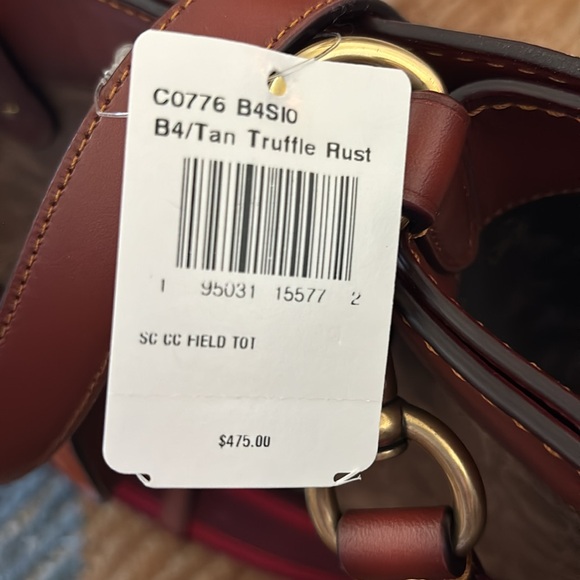 C0776 B4SI0
B4/Tan Truffle Rust
1 95031 15577 2
SC CC FIELD TOT
$475.00